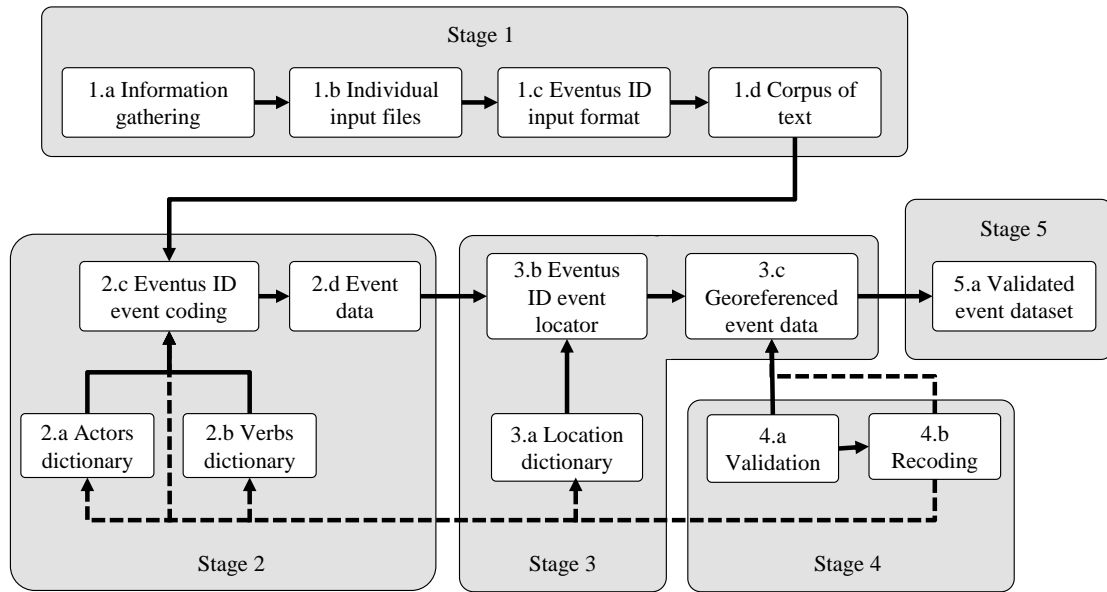 Stage 1
1.a Information
gathering
1.b Individual
input files
1.c Eventus ID
input format
1.d Corpus of
text
2.c Eventus ID
event coding
2.d Event
data
2.a Actors
dictionary
2.b Verbs
dictionary
Stage 2
3.b Eventus
ID event
locator
3.c
Georeferenced
event data
3.a Location
dictionary
Stage 3
4.a
Validation
4.b
Recoding
Stage 4
Stage 5
5.a Validated
event dataset